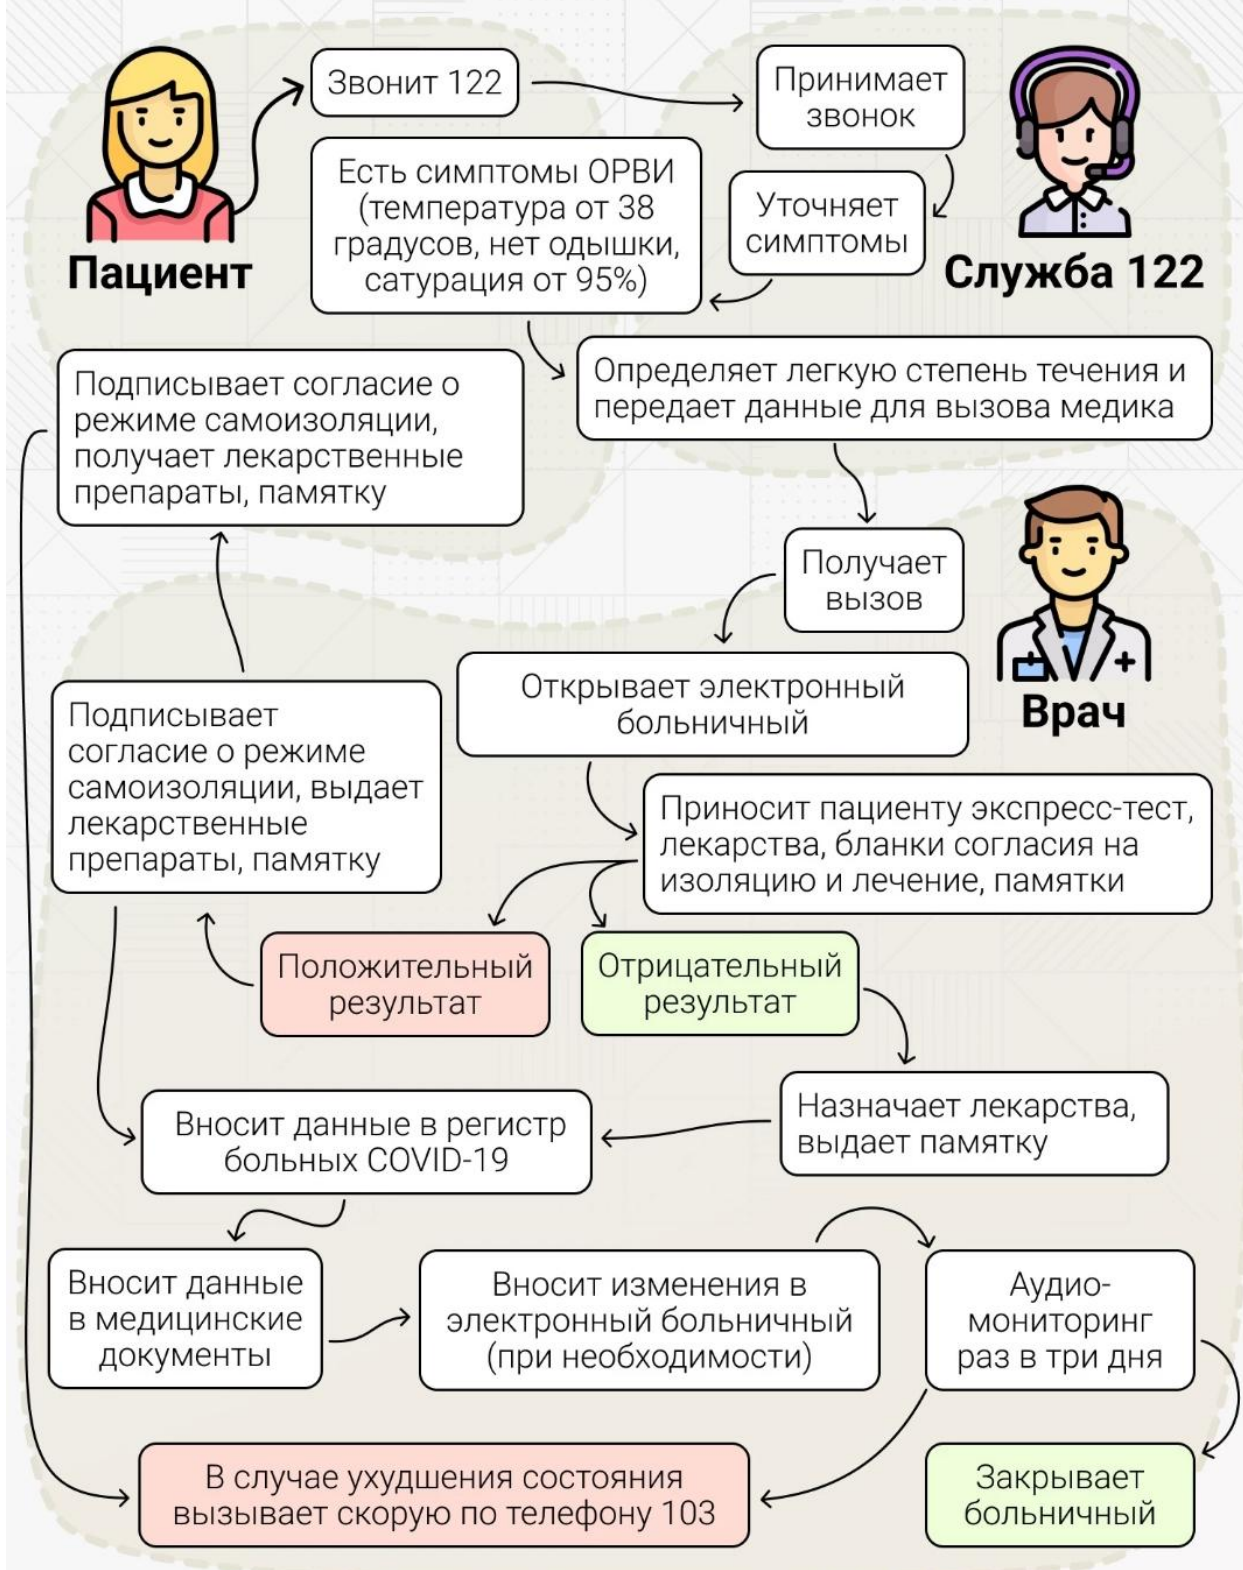 Звонит 122
Принимает
звонок
Пациент
Есть симптомы ОРВИ
(температура от 38
градусов, нет одышки,
сатурация от 95%)
Уточняет
симптомы
Служба 122
Определяет легкую степень течения и
передает данные для вызова медика
Подписывает согласие о
режиме самоизоляции,
получает лекарственные
препараты, памятку
Получает
вызов
Врач
Открывает электронный
больничный
Подписывает
согласие о режиме
самоизоляции, выдает
лекарственные
препараты, памятку
Приносит пациенту экспресс-тест,
лекарства, бланки согласия на
изоляцию и лечение, памятки
Положительный
результат
Отрицательный
результат
Назначает лекарства,
выдает памятку
Вносит данные в регистр
больных COVID-19
Вносит данные
в медицинские
документы
Вносит изменения в
электронный больничный
(при необходимости)
Аудио-
мониторинг
раз в три дня
В случае ухудшения состояния
вызывает скорую по телефону 103
Закрывает
больничный